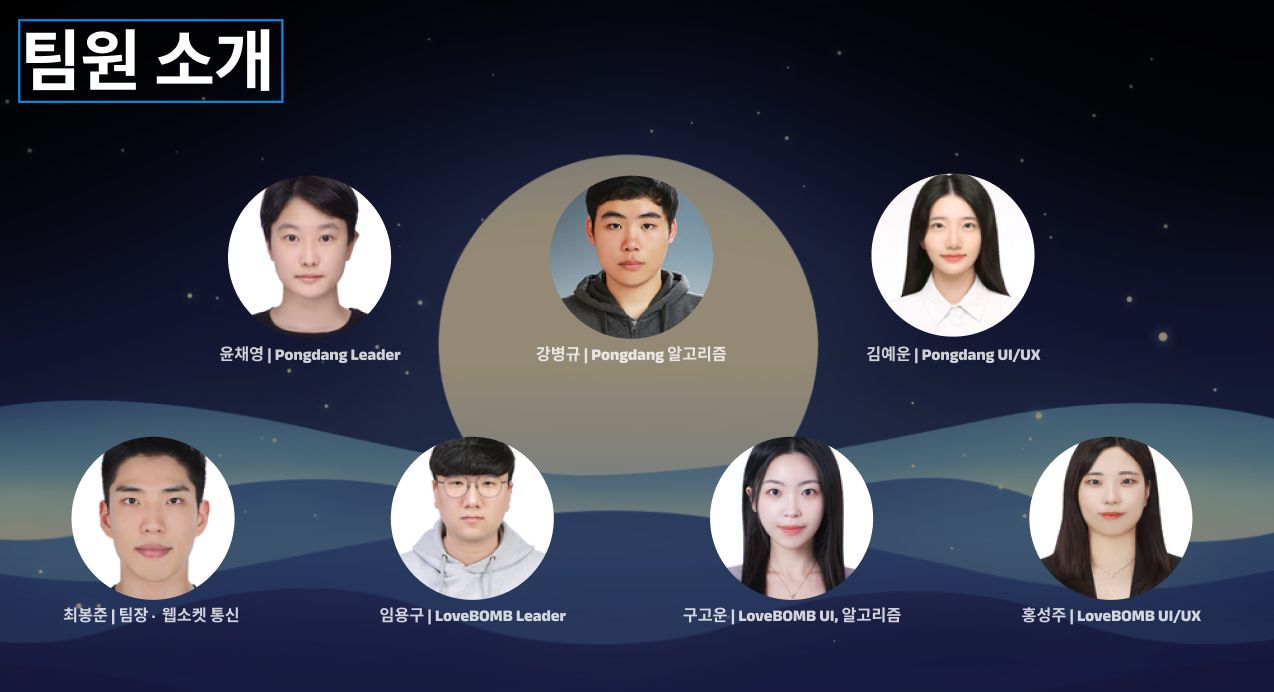 팀원 소개
윤채영 | Pongdang Leader
강병규 | Pongdang 알고리즘
김예운 | Pongdang UI/UX
최봉준 | 팀장 · 웹소켓 통신
임용구 | LoveBOMB Leader
구고운 | LoveBOMB UI, 알고리즘
홍성주 | LoveBOMB UI/UX